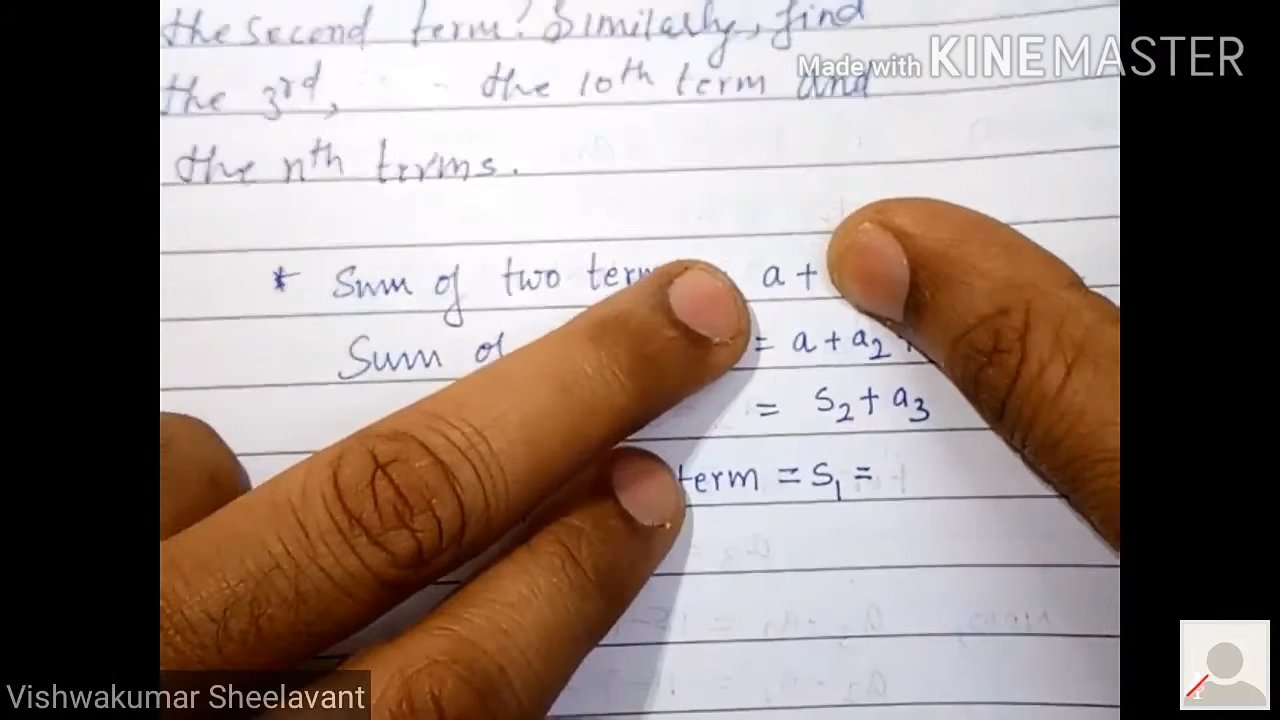 the second term? Similarly, find
Made with KINEMASTER
the 3rd, the 10th term and
the nth terms.
* Sum of two a +
Sum of = a + a2
= S2 + a3
term = S1 =
Vishwakumar Sheelavant